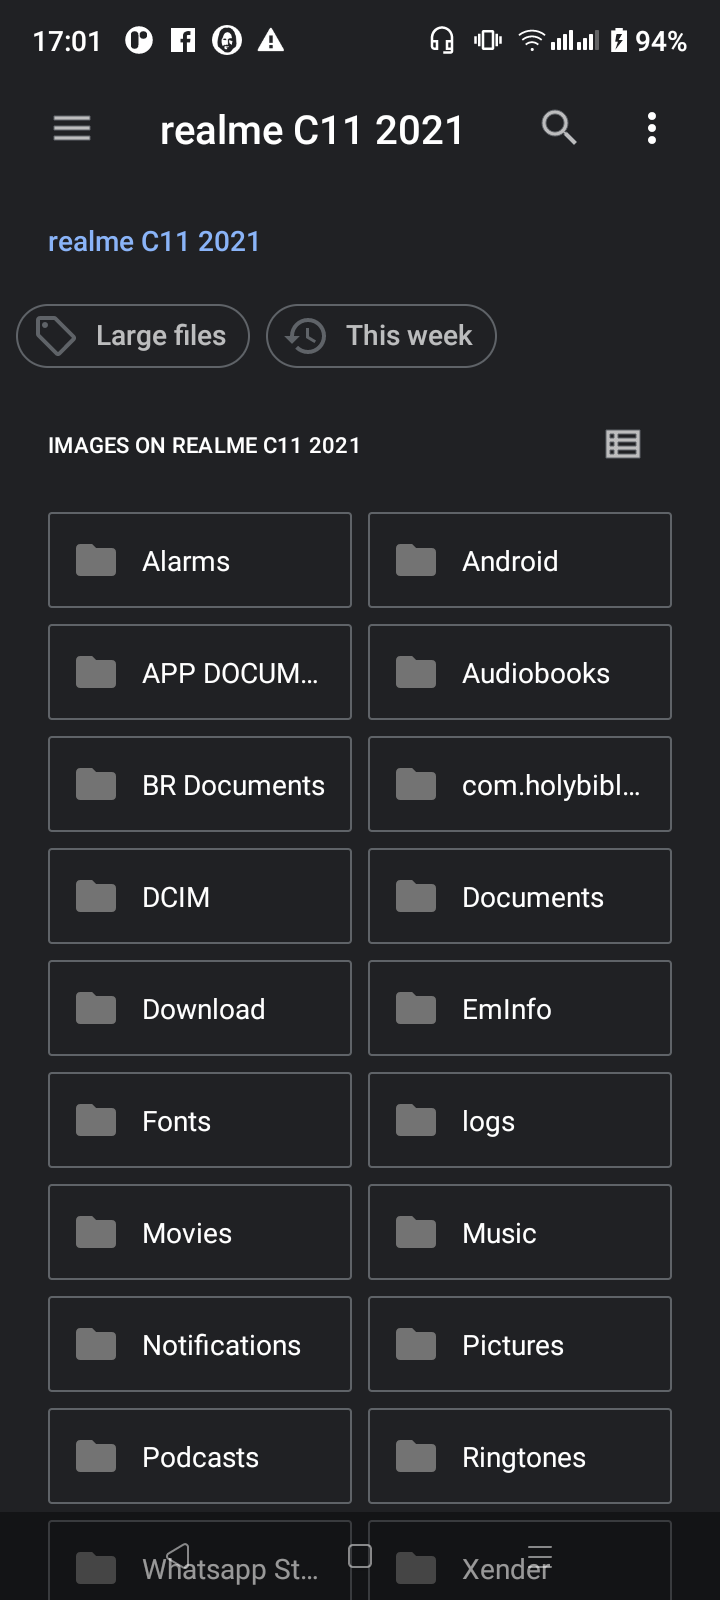 17:01 94%
realme C11 2021
realme C11 2021
Large files This week
IMAGES ON REALME C11 2021
Alarms Android
APP DOCUM... Audiobooks
BR Documents com.holybibl...
DCIM Documents
Download EmInfo
Fonts logs
Movies Music
Notifications Pictures
Podcasts Ringtones
Whatsapp St... Xender